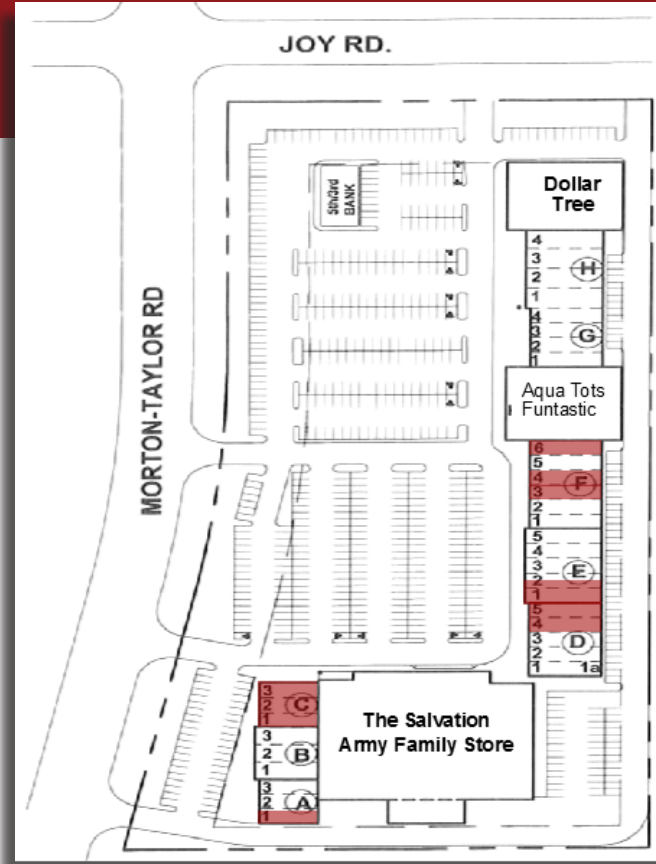 JOY RD.
5th/3rd
BANK
Dollar
Tree
4
3
2
1
H
4
3
2
1
G
MORTON-TAYLOR RD
Aqua Tots
Funtastic
6
5
4
3
2
1
F
5
4
3
2
1
E
5
4
3
2
1
1a
D
3
2
1
C
3
2
1
B
3
2
1
A
The Salvation
Army Family Store